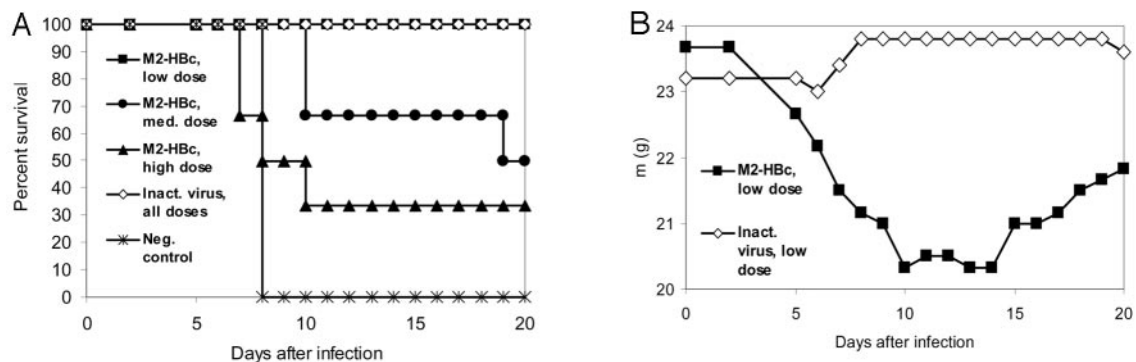 A
100
90
80
70
60
50
40
30
20
10
0
Percent survival
M2-HBc,
low dose
M2-HBc,
med. dose
M2-HBc,
high dose
Inact. virus,
all doses
Neg.
control
0 5 10 15 20
Days after infection
B
24
23
22
21
20
m (g)
M2-HBc,
low dose
Inact.
virus, low
dose
0 5 10 15 20
Days after infection